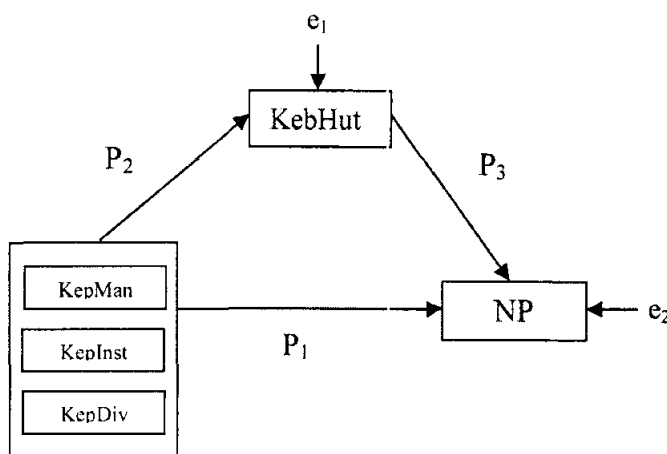 e₁
KebHut
P₂
P₃
KepMan
NP
e₂
KepInst
P₁
KepDiv